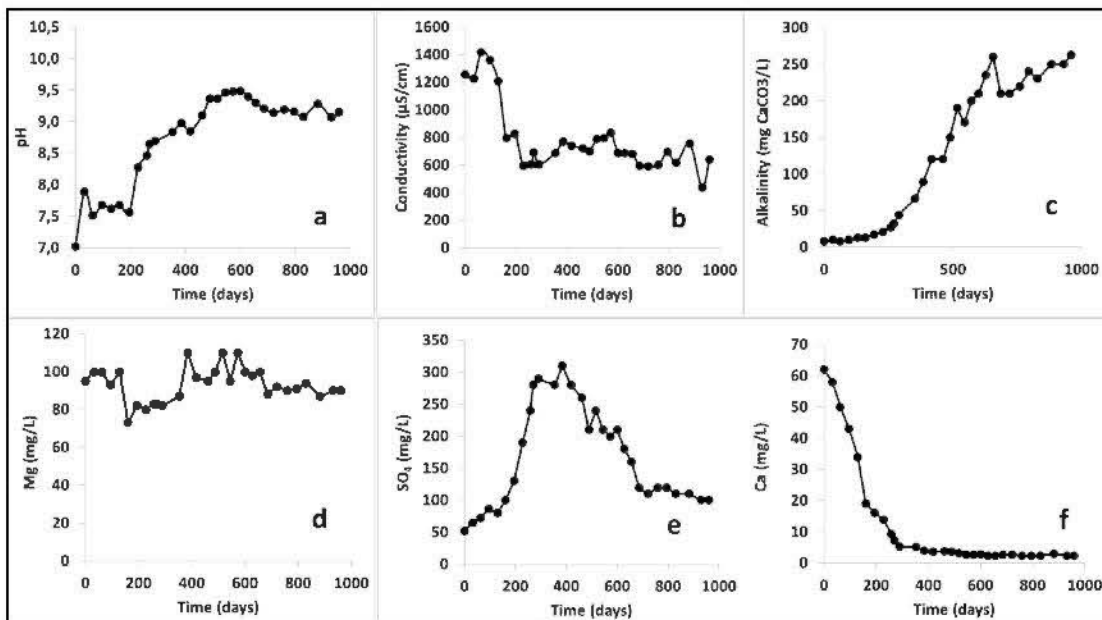 10,5
10,0
9,5
9,0
8,5
8,0
7,5
7,0
pH
0 200 400 600 800 1000
Time (days)
a
1600
1400
1200
1000
800
600
400
200
0
Conductivity (µS/cm)
0 200 400 600 800 1000
Time (days)
b
300
250
200
150
100
50
0
Alkalinity (mg CaCO3/L)
0 500 1000
Time (days)
c
120
100
80
60
40
20
0
Mg (mg/L)
0 200 400 600 800 1000
Time (days)
d
350
300
250
200
150
100
50
0
SO₄ (mg/L)
0 200 400 600 800 1000
Time (days)
e
70
60
50
40
30
20
10
0
Ca (mg/L)
0 200 400 600 800 1000
Time (days)
f